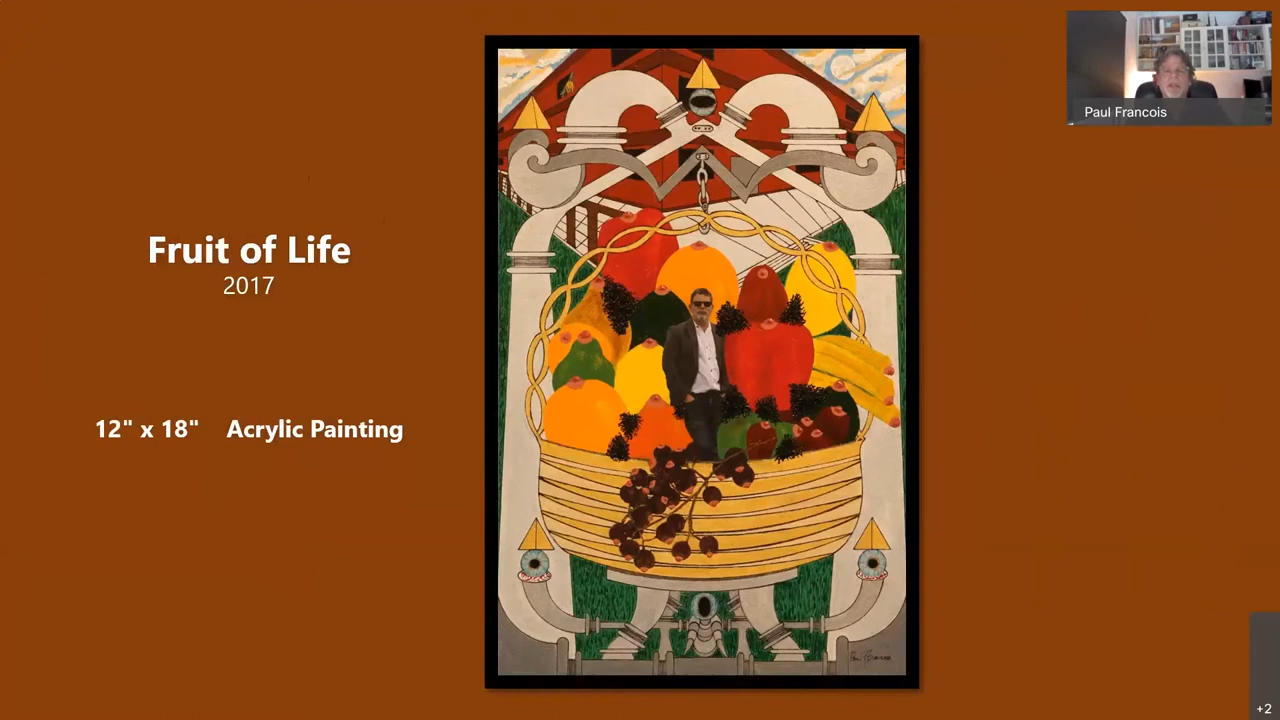 Fruit of Life
2017
12" x 18" Acrylic Painting
Paul Francois
+2